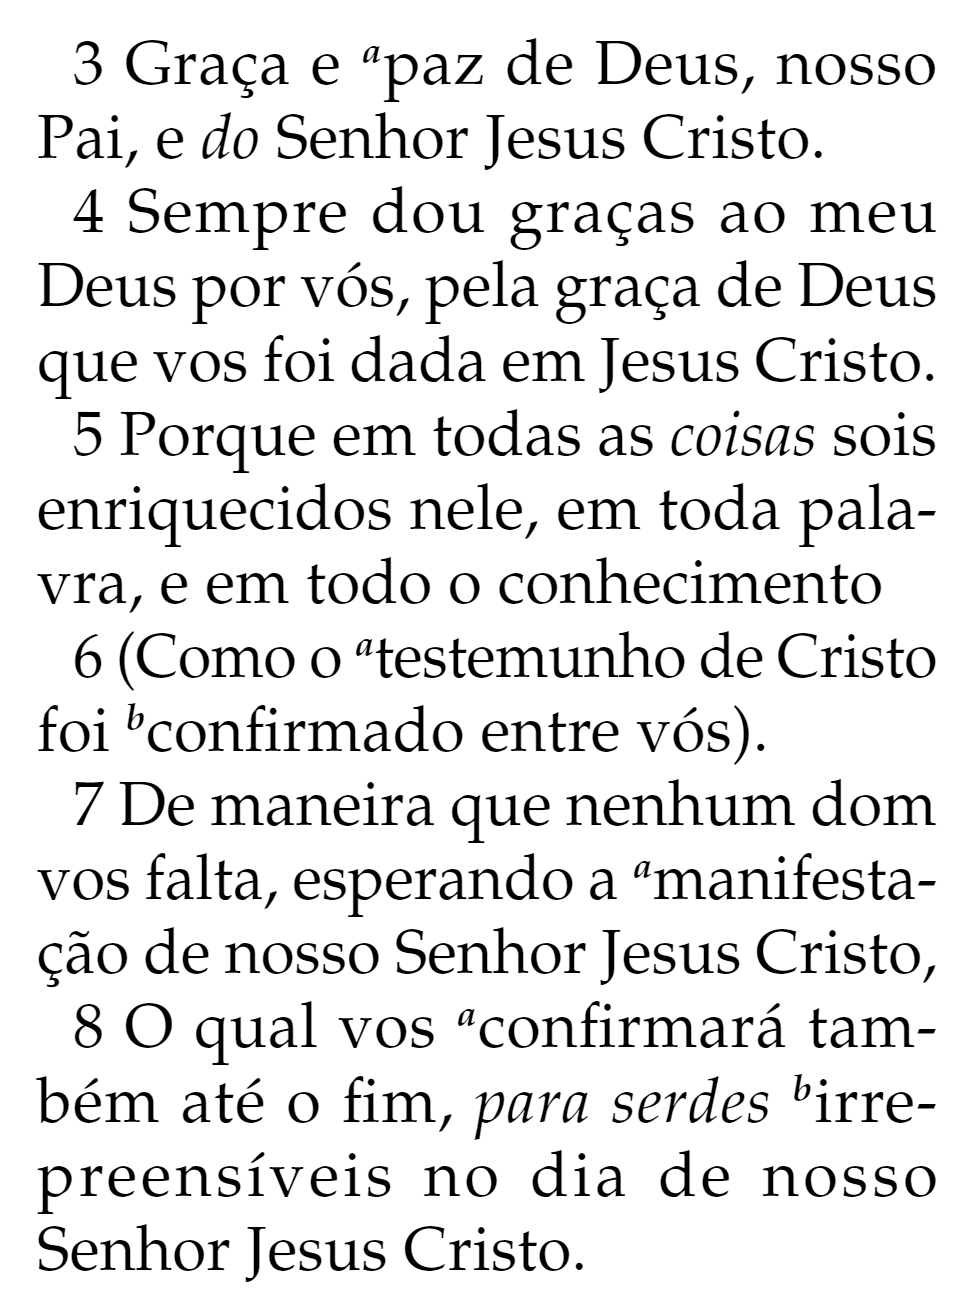 3 Graça e apaz de Deus, nosso
Pai, e do Senhor Jesus Cristo.
4 Sempre dou graças ao meu
Deus por vós, pela graça de Deus
que vos foi dada em Jesus Cristo.
5 Porque em todas as coisas sois
enriquecidos nele, em toda pala-
vra, e em todo o conhecimento
6 (Como o atestemunho de Cristo
foi bconfirmado entre vós).
7 De maneira que nenhum dom
vos falta, esperando a amanifesta-
ção de nosso Senhor Jesus Cristo,
8 O qual vos aconfirmará tam-
bém até o fim, para serdes birre-
preensíveis no dia de nosso
Senhor Jesus Cristo.